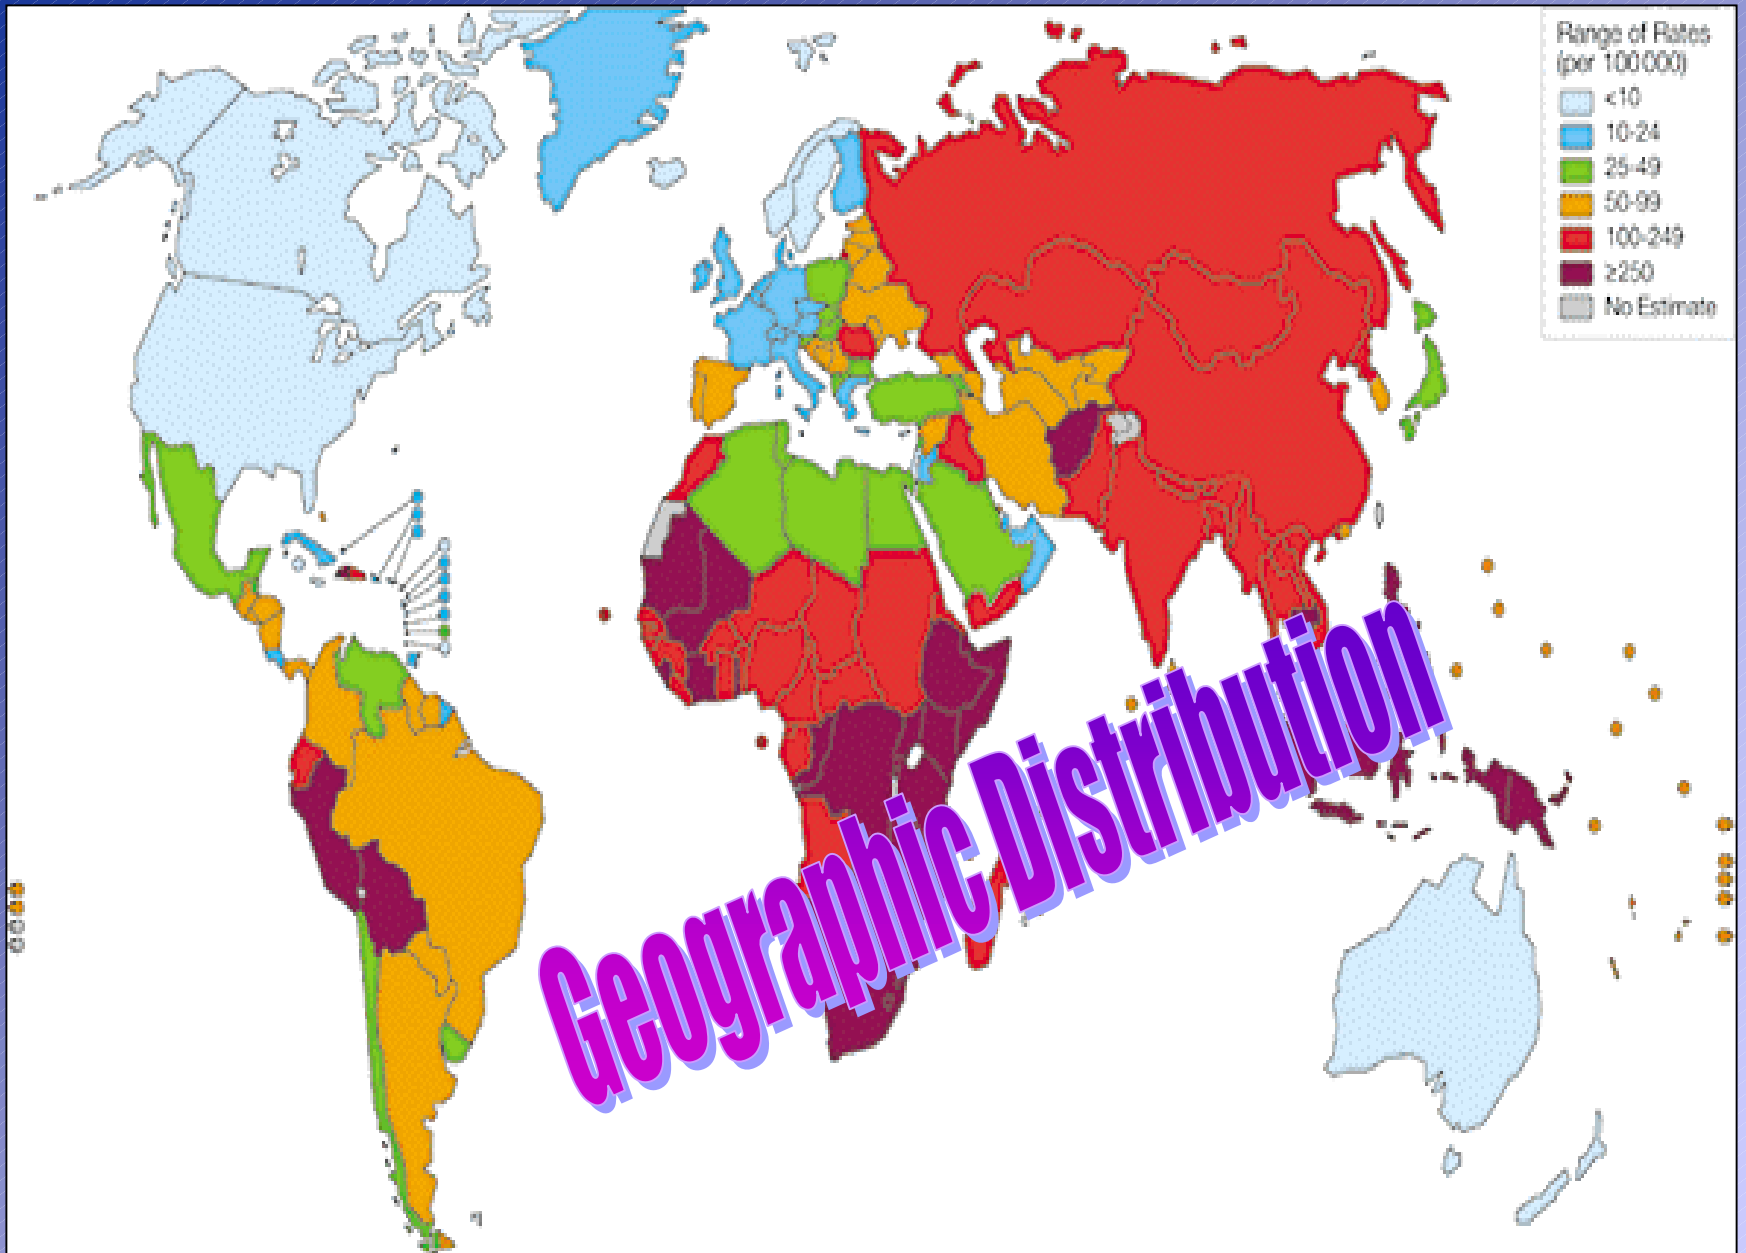 Range of Rates
(per 100000)
<10
10-24
25-49
50-99
100-249
≥250
No Estimate
Geographic Distribution